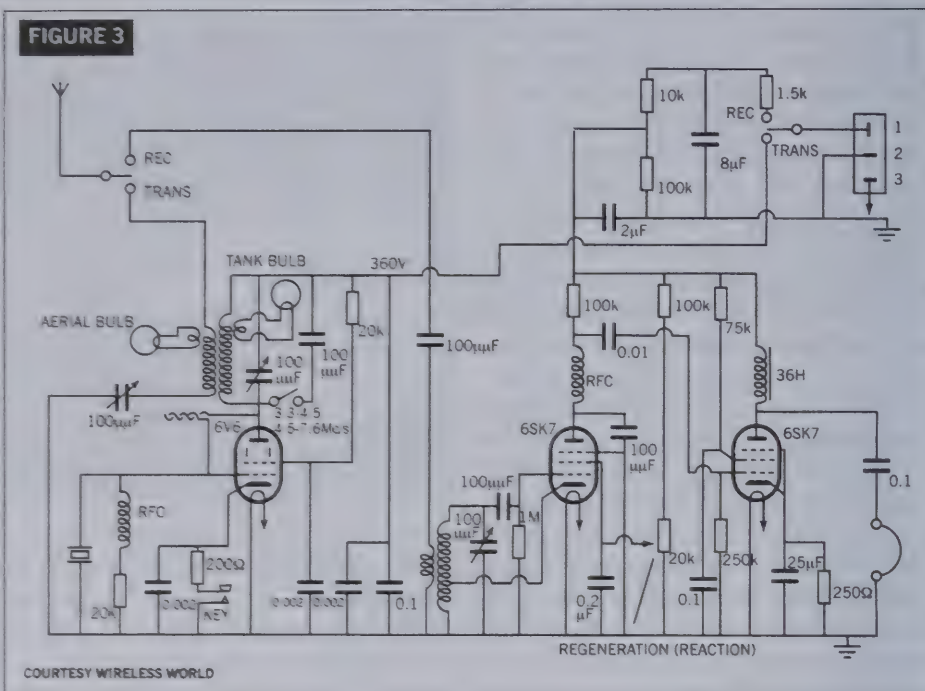 FIGURE 3
REC
TRANS
TANK BULB
AERIAL BULB
360V
20k
100
μμF
100
μμF
100μμF
3·3-4·5
4·5-7·6Mc/s
6V6
RFC
20k
0.002
200Ω
KEY
0.002
0.002
0.1
100μμF
10k
100k
8μF
2μF
1.5k
REC
TRANS
1
2
3
100k
0.01
RFC
100k
75k
36H
6SK7
6SK7
100
μμF
100μμF
100
μμF
1M
0.2
μF
20k
250k
0.1
25μF
250Ω
0.1
REGENERATION (REACTION)
COURTESY WIRELESS WORLD